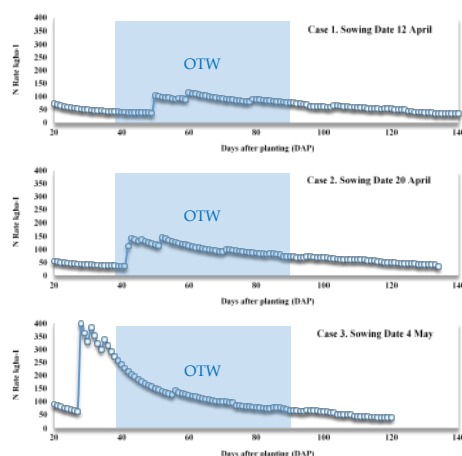 400
350
300
250
200
150
100
50
0
N Rate kgha-1
Case 1. Sowing Date 12 April
OTW
20 40 60 80 100 120 140
Days after planting (DAP)
400
350
300
250
200
150
100
50
0
N Rate kgha-1
Case 2. Sowing Date 20 April
OTW
20 40 60 80 100 120 140
Days after planting (DAP)
400
350
300
250
200
150
100
50
0
N Rate kgha-1
Case 3. Sowing Date 4 May
OTW
20 40 60 80 100 120 140
Days after planting (DAP)